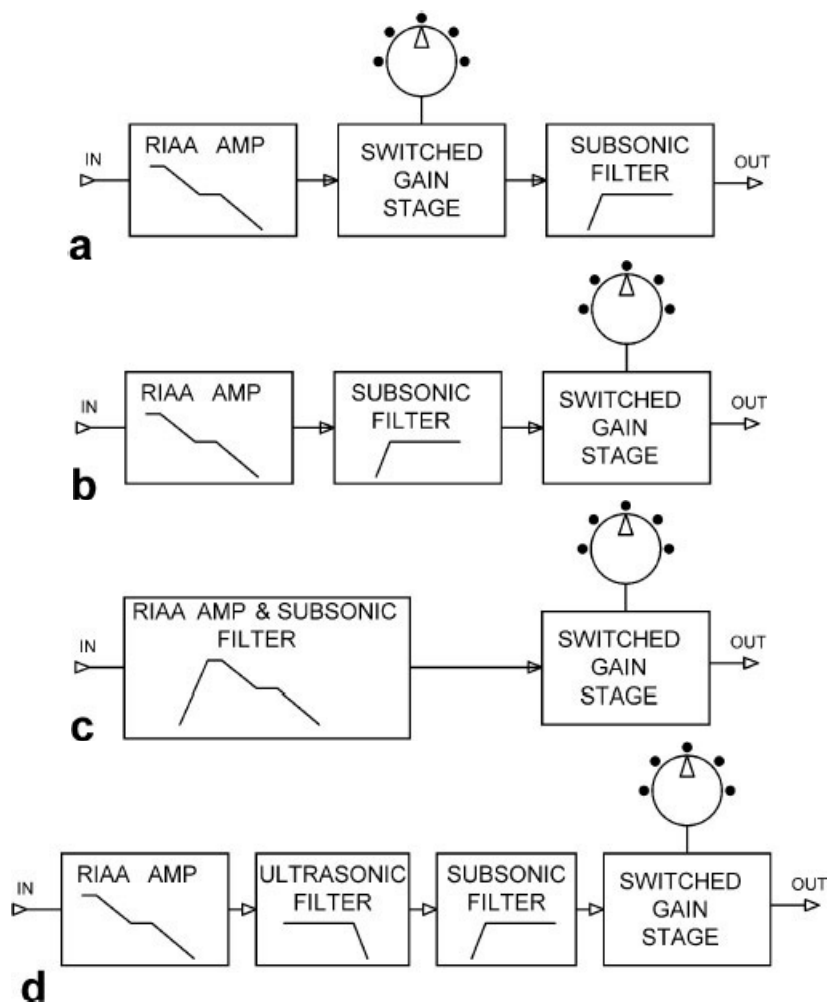 RIAA AMP
IN
SWITCHED
GAIN
STAGE
SUBSONIC
FILTER
OUT
a
RIAA AMP
IN
SUBSONIC
FILTER
SWITCHED
GAIN
STAGE
OUT
b
RIAA AMP & SUBSONIC
FILTER
IN
SWITCHED
GAIN
STAGE
OUT
c
RIAA AMP
IN
ULTRASONIC
FILTER
SUBSONIC
FILTER
SWITCHED
GAIN
STAGE
OUT
d